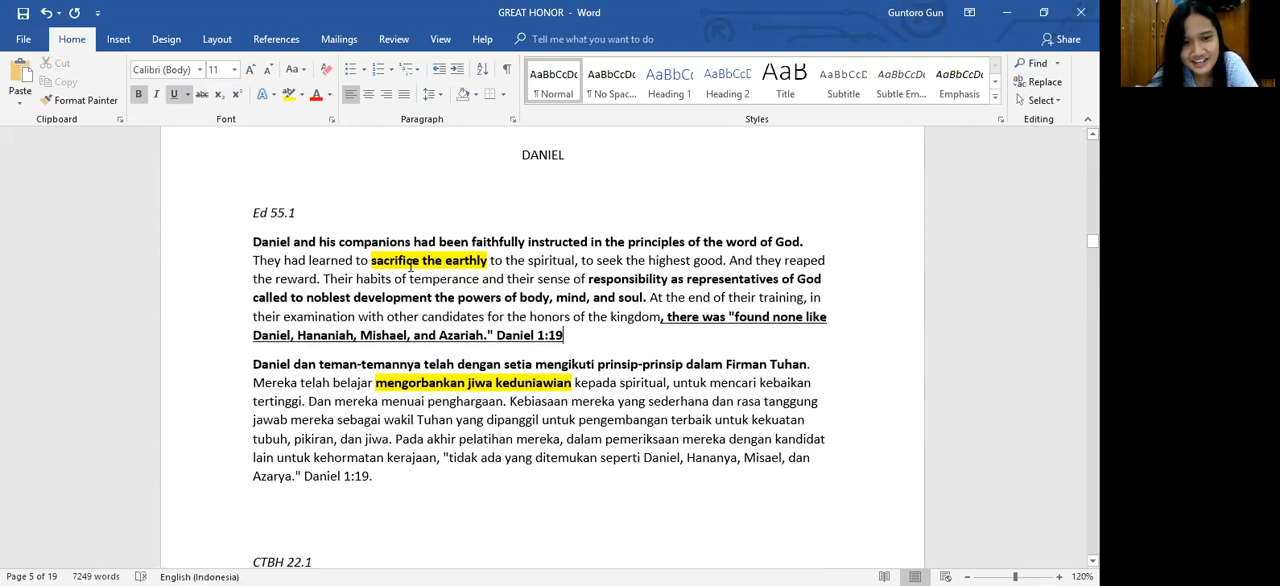 GREAT HONOR - Word
Guntoro Gun
File Home Insert Design Layout References Mailings Review View Help Tell me what you want to do Share
Paste
Cut
Copy
Format Painter
Calibri (Body) 11
AaBbCcDc AaBbCcDc AaBbCc AaBbCcD AaB AaBbCcD AaBbCcDc AaBbCcDc
¶ Normal ¶ No Spac... Heading 1 Heading 2 Title Subtitle Subtle Em... Emphasis
Find
Replace
Select
Clipboard Font Paragraph Styles Editing
DANIEL
Ed 55.1
Daniel and his companions had been faithfully instructed in the principles of the word of God.
They had learned to sacrifice the earthly to the spiritual, to seek the highest good. And they reaped
the reward. Their habits of temperance and their sense of responsibility as representatives of God
called to noblest development the powers of body, mind, and soul. At the end of their training, in
their examination with other candidates for the honors of the kingdom, there was "found none like
Daniel, Hananiah, Mishael, and Azariah." Daniel 1:19
Daniel dan teman-temannya telah dengan setia mengikuti prinsip-prinsip dalam Firman Tuhan.
Mereka telah belajar mengorbankan jiwa keduniawian kepada spiritual, untuk mencari kebaikan
tertinggi. Dan mereka menuai penghargaan. Kebiasaan mereka yang sederhana dan rasa tanggung
jawab mereka sebagai wakil Tuhan yang dipanggil untuk pengembangan terbaik untuk kekuatan
tubuh, pikiran, dan jiwa. Pada akhir pelatihan mereka, dalam pemeriksaan mereka dengan kandidat
lain untuk kehormatan kerajaan, "tidak ada yang ditemukan seperti Daniel, Hananya, Misael, dan
Azarya." Daniel 1:19.
CTBH 22.1
Page 5 of 19 7249 words English (Indonesia) 120%